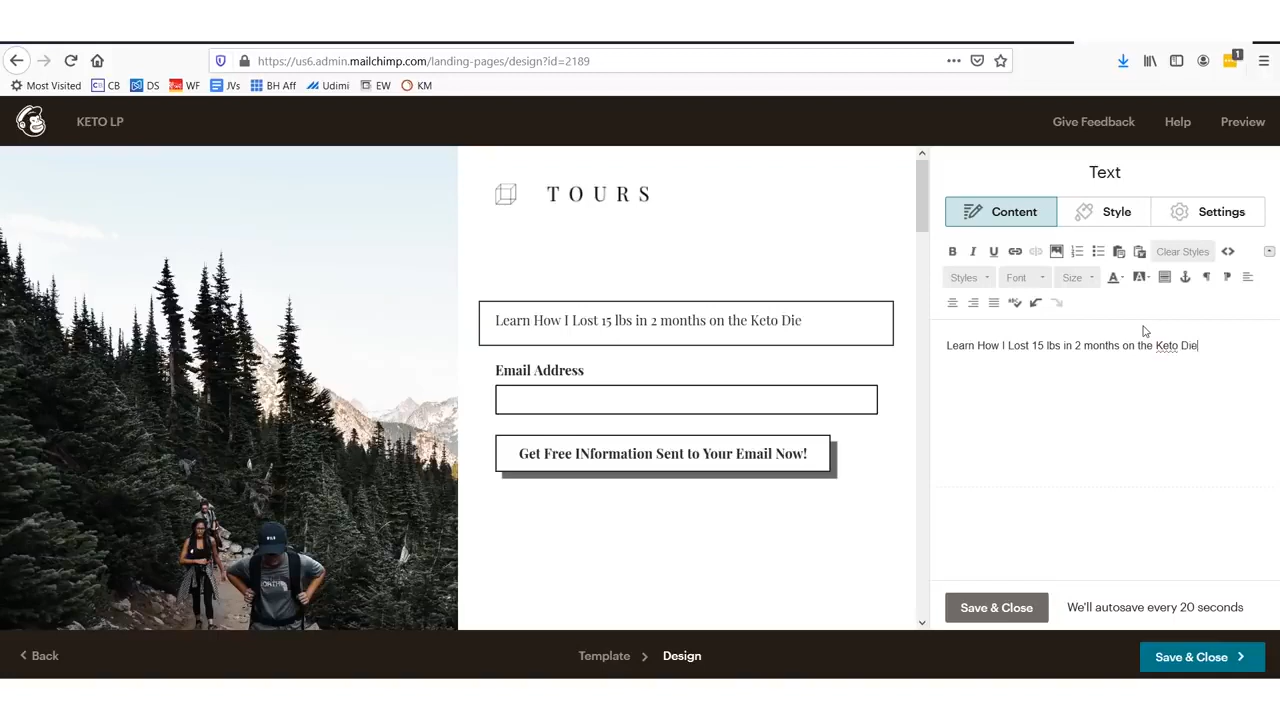 https://us6.admin.mailchimp.com/landing-pages/design?id=2189
1
Most Visited CB DS WF JVs BH Aff Udimi EW KM
KETO LP
Give Feedback Help Preview
TOURS
Learn How I Lost 15 lbs in 2 months on the Keto Die
Email Address
Get Free INformation Sent to Your Email Now!
Text
Content Style Settings
B I U Clear Styles
Styles Font Size A A
Learn How I Lost 15 lbs in 2 months on the Keto Die
Save & Close We'll autosave every 20 seconds
Back
Template Design
Save & Close